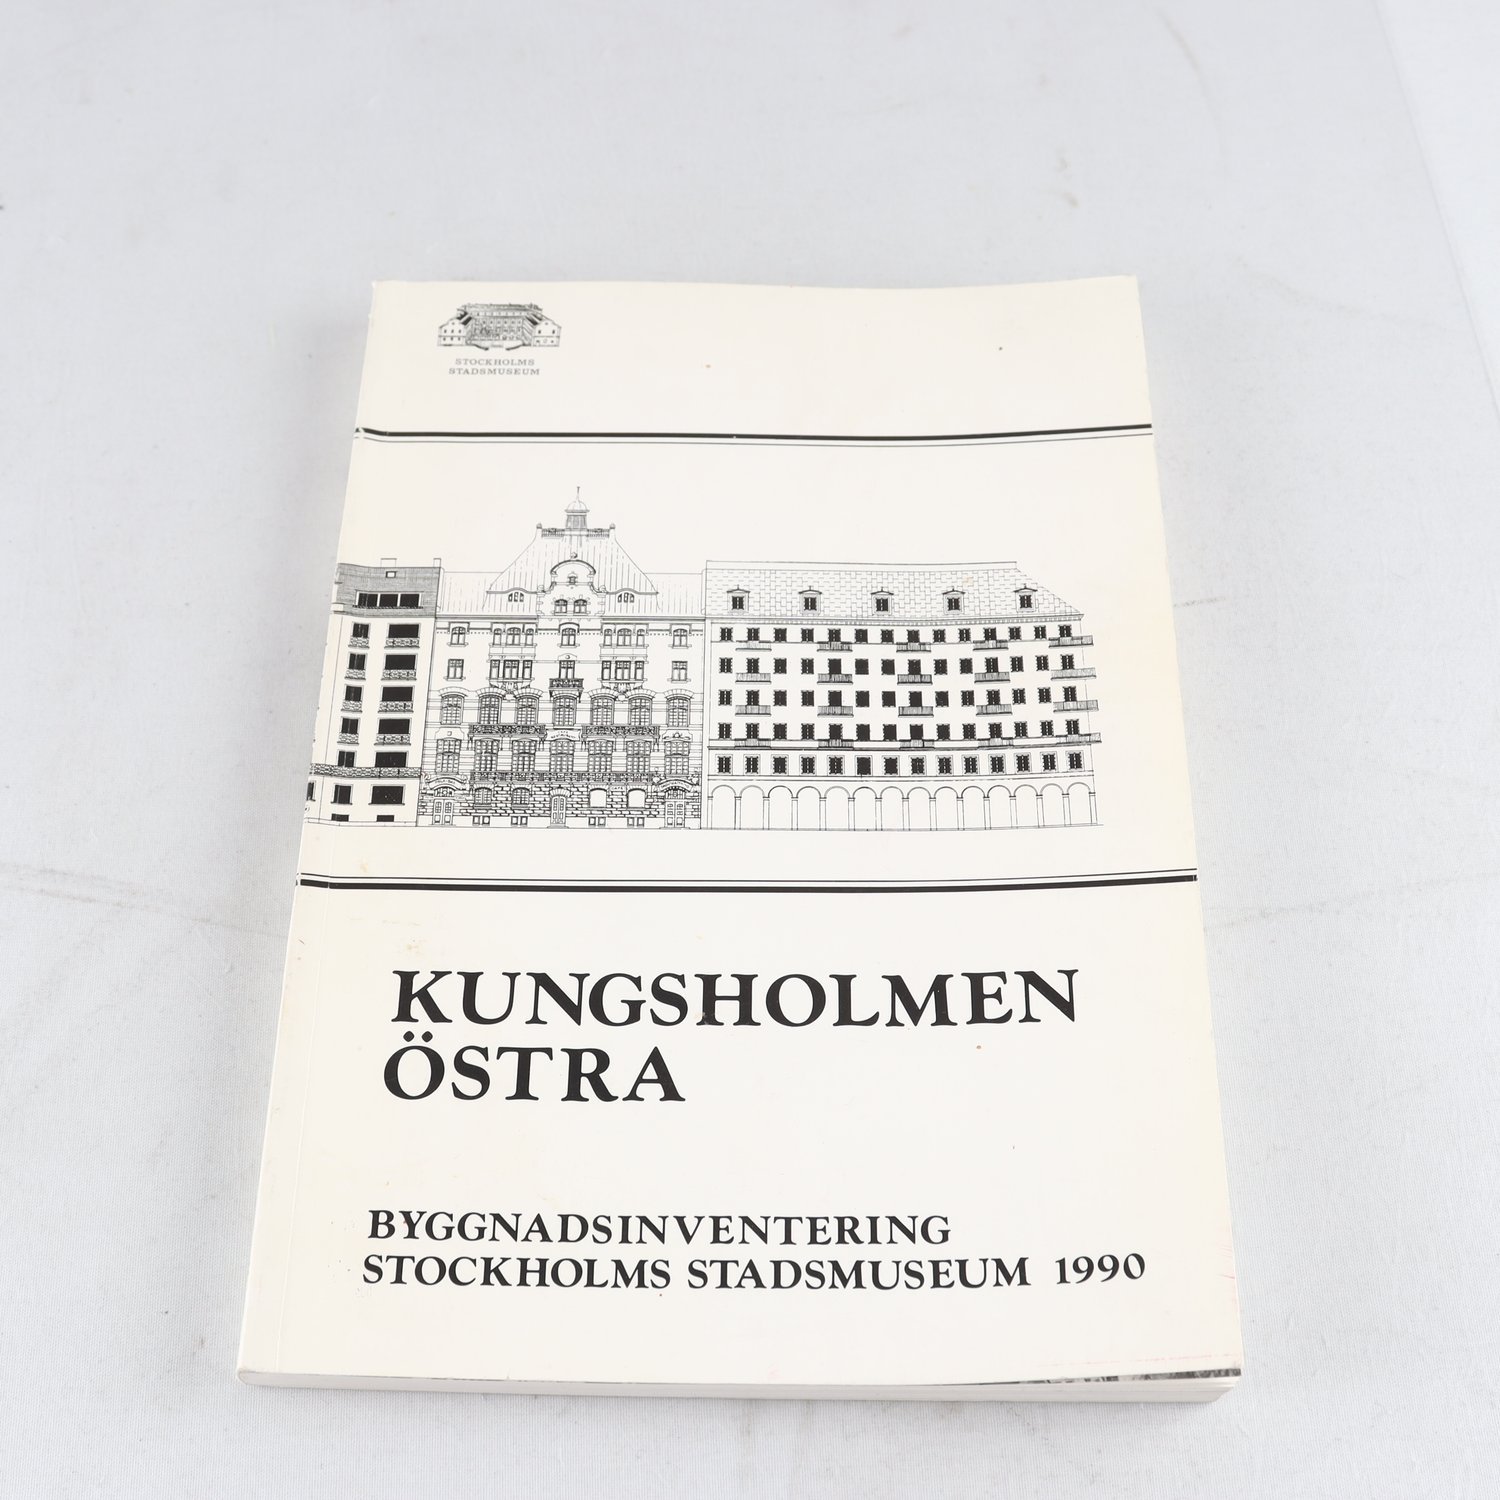 STOCKHOLMS
STADSMUSEUM
KUNGSHOLMEN
ÖSTRA
BYGGNADSINVENTERING
STOCKHOLMS STADSMUSEUM 1990